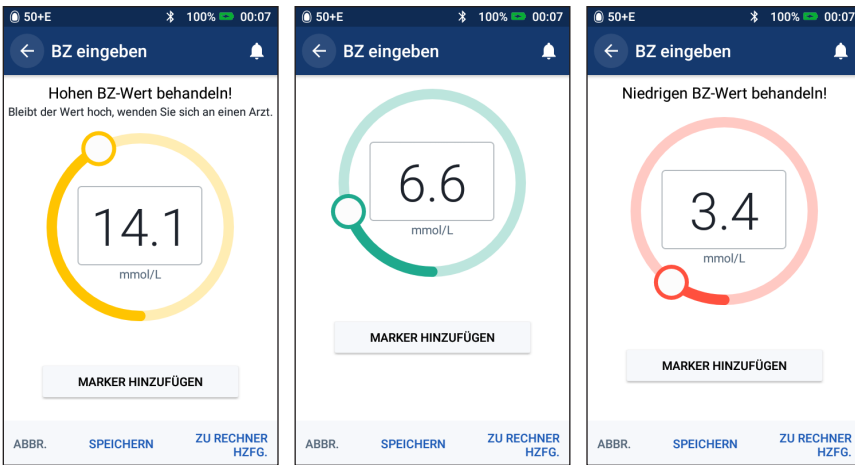 50+E 100% 00:07
BZ eingeben
Hohen BZ-Wert behandeln!
Bleibt der Wert hoch, wenden Sie sich an einen Arzt.
14.1
mmol/L
MARKER HINZUFÜGEN
ABBR. SPEICHERN ZU RECHNER
HZFG.
50+E 100% 00:07
BZ eingeben
6.6
mmol/L
MARKER HINZUFÜGEN
ABBR. SPEICHERN ZU RECHNER
HZFG.
50+E 100% 00:07
BZ eingeben
Niedrigen BZ-Wert behandeln!
3.4
mmol/L
MARKER HINZUFÜGEN
ABBR. SPEICHERN ZU RECHNER
HZFG.